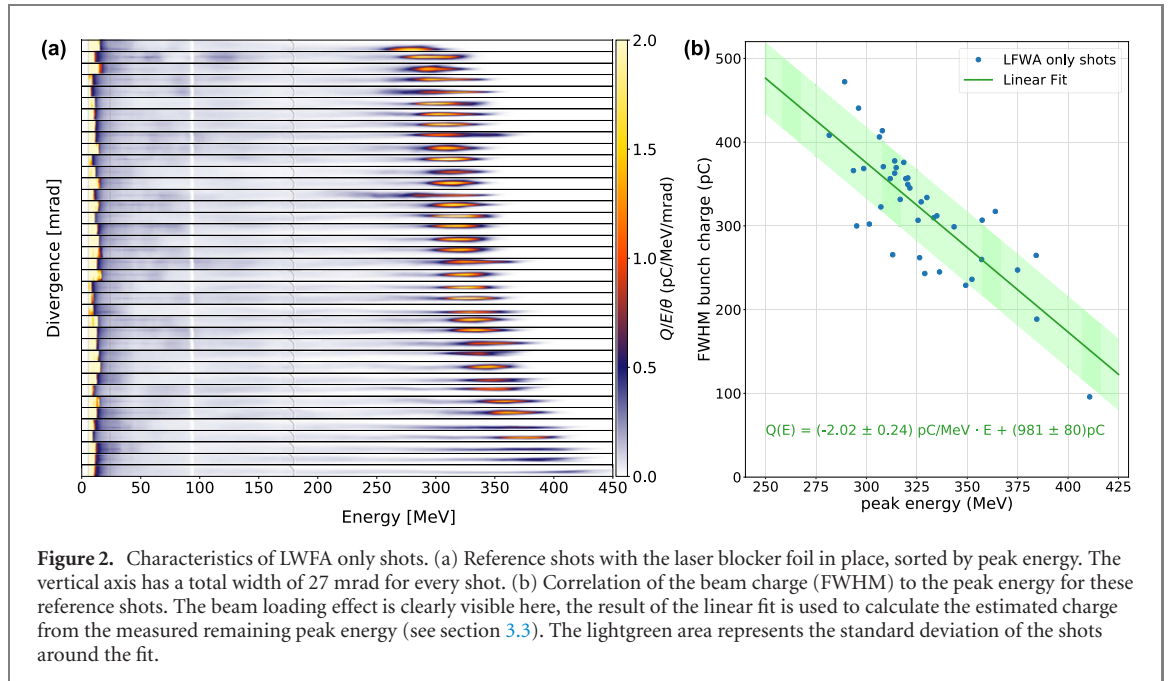 (a)
Divergence [mrad]
0 50 100 150 200 250 300 350 400 450
Energy [MeV]
2.0
1.5
1.0
0.5
0.0
Q/E/θ (pC/MeV/mrad)
(b)
FWHM bunch charge (pC)
500
400
300
200
100
0
LFWA only shots
Linear Fit
Q(E) = (-2.02 ± 0.24) pC/MeV · E + (981 ± 80)pC
250 275 300 325 350 375 400 425
peak energy (MeV)
Figure 2. Characteristics of LWFA only shots. (a) Reference shots with the laser blocker foil in place, sorted by peak energy. The
vertical axis has a total width of 27 mrad for every shot. (b) Correlation of the beam charge (FWHM) to the peak energy for these
reference shots. The beam loading effect is clearly visible here, the result of the linear fit is used to calculate the estimated charge
from the measured remaining peak energy (see section 3.3). The lightgreen area represents the standard deviation of the shots
around the fit.